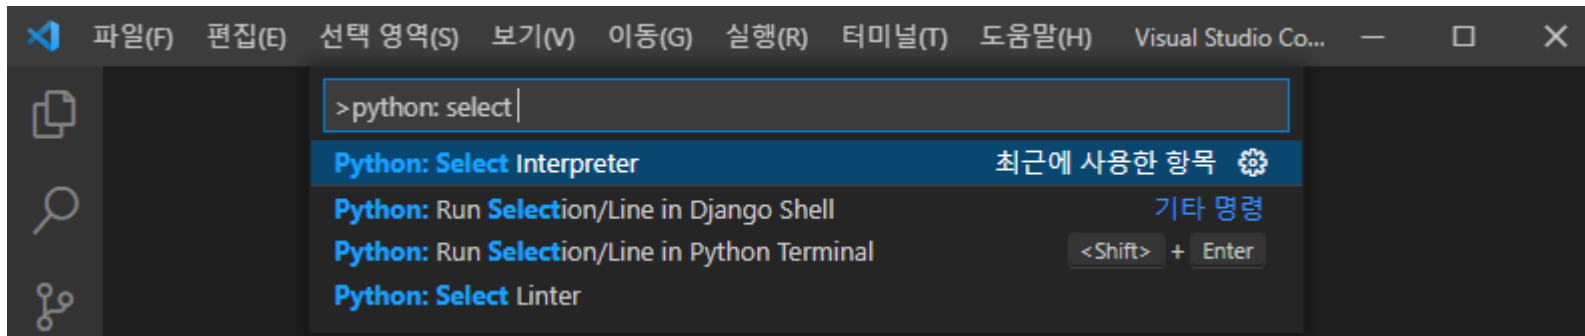 파일(F) 편집(E) 선택 영역(S) 보기(V) 이동(G) 실행(R) 터미널(T) 도움말(H) Visual Studio Co...
>python: select
Python: Select Interpreter 최근에 사용한 항목
Python: Run Selection/Line in Django Shell 기타 명령
Python: Run Selection/Line in Python Terminal <Shift> + Enter
Python: Select Linter